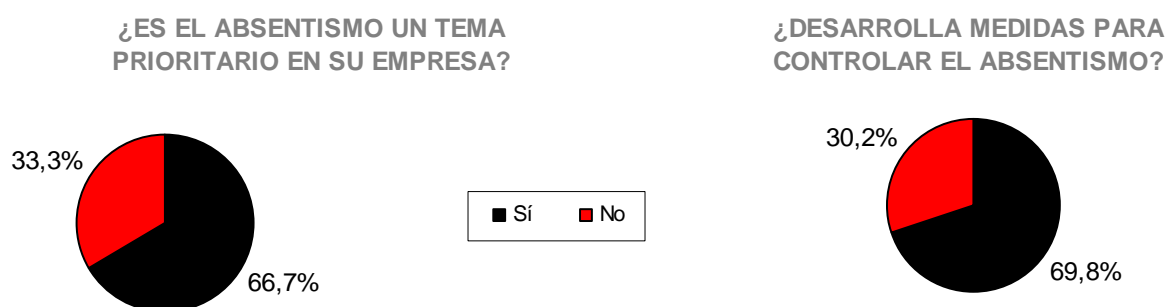 ¿ES EL ABSENTISMO UN TEMA
PRIORITARIO EN SU EMPRESA?
33,3%
66,7%
Sí No
¿DESARROLLA MEDIDAS PARA
CONTROLAR EL ABSENTISMO?
30,2%
69,8%